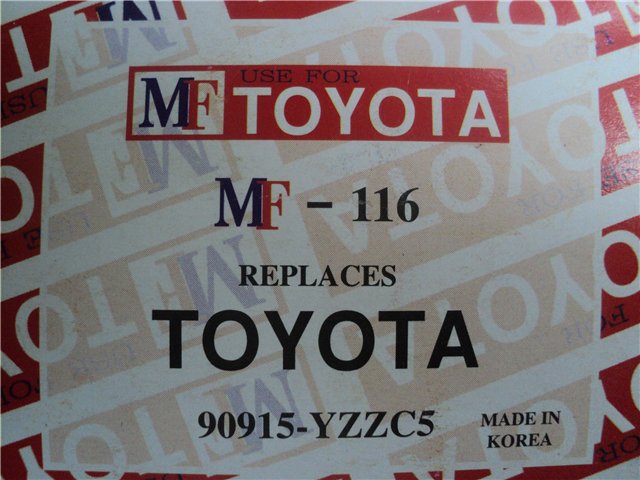 USE FOR
MF TOYOTA
MF - 116
REPLACES
TOYOTA
90915-YZZC5
MADE IN
KOREA